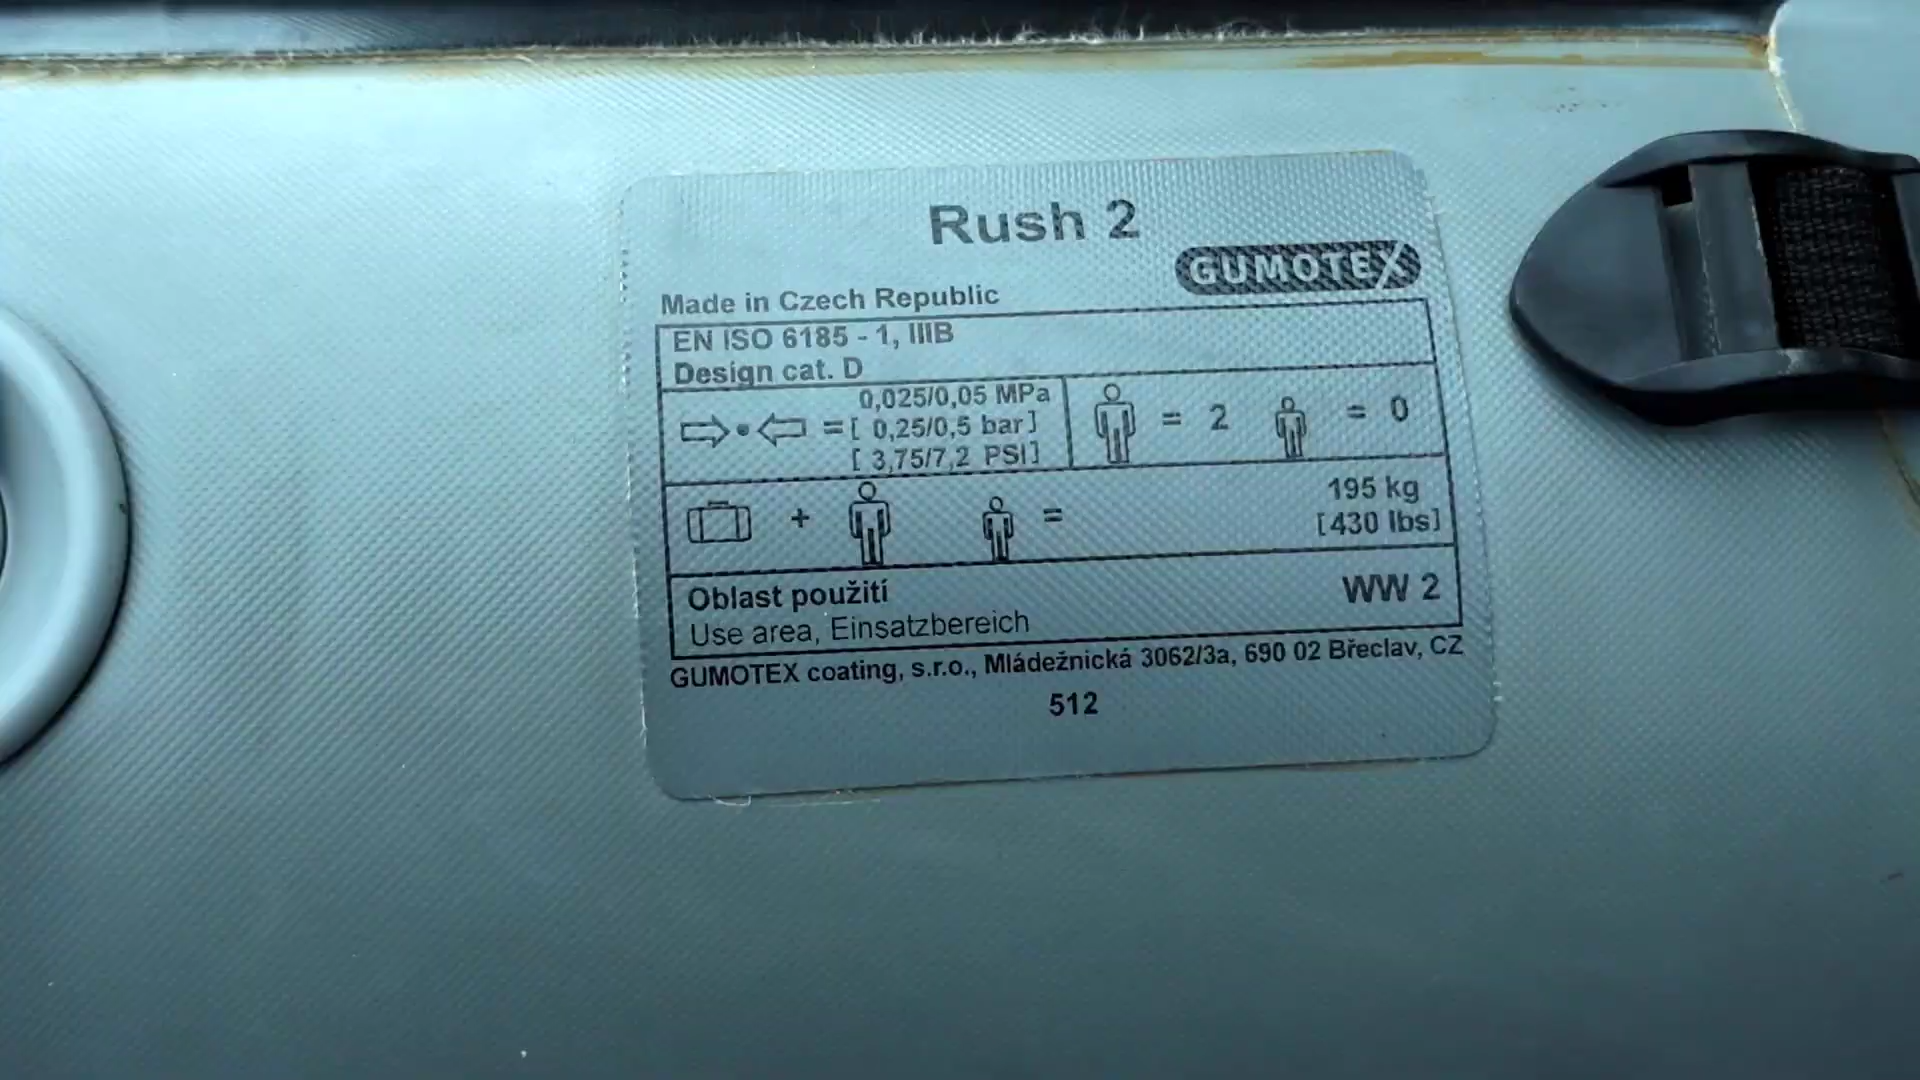 Rush 2
GUMOTEX
Made in Czech Republic
EN ISO 6185 - 1, IIIB
Design cat. D
0,025/0,05 MPa
=[ 0,25/0,5 bar]
[ 3,75/7,2 PSI]
= 2
= 0
+
=
195 kg
[430 lbs]
Oblast použití
WW 2
Use area, Einsatzbereich
GUMOTEX coating, s.r.o., Mládežnická 3062/3a, 690 02 Břeclav, CZ
512